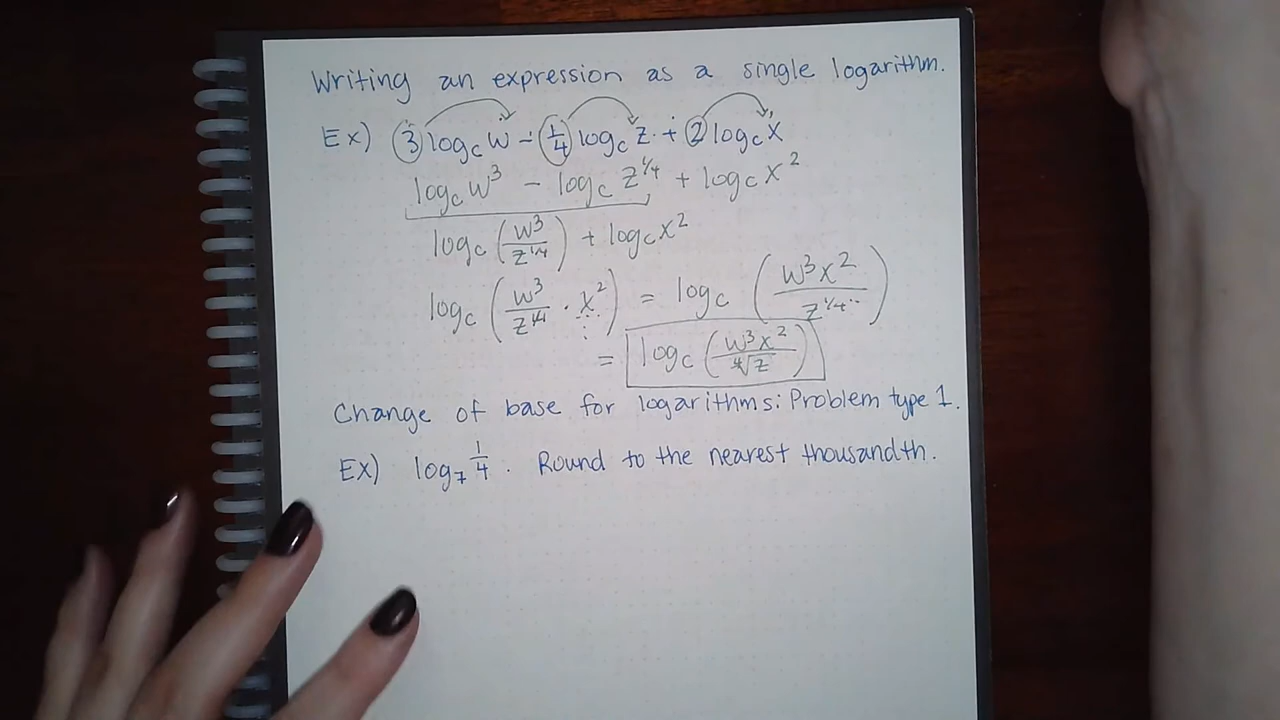 Writing an expression as a single logarithm.
Ex) 3 log_c w - 1/4 log_c z + 2 log_c x
log_c w^3 - log_c z^1/4 + log_c x^2
log_c (w^3/z^1/4) + log_c x^2
log_c (w^3/z^1/4 · x^2) = log_c (w^3x^2/z^1/4)
= log_c (w^3x^2/∜z)
Change of base for logarithms: Problem type 1.
EX) log_7 1/4. Round to the nearest thousandth.